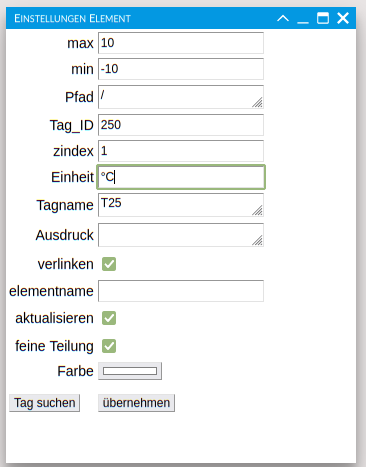 Einstellungen Element
max 10
min -10
Pfad /
Tag_ID 250
zindex 1
Einheit °C
Tagname T25
Ausdruck
verlinken
elementname
aktualisieren
feine Teilung
Farbe
Tag suchen übernehmen